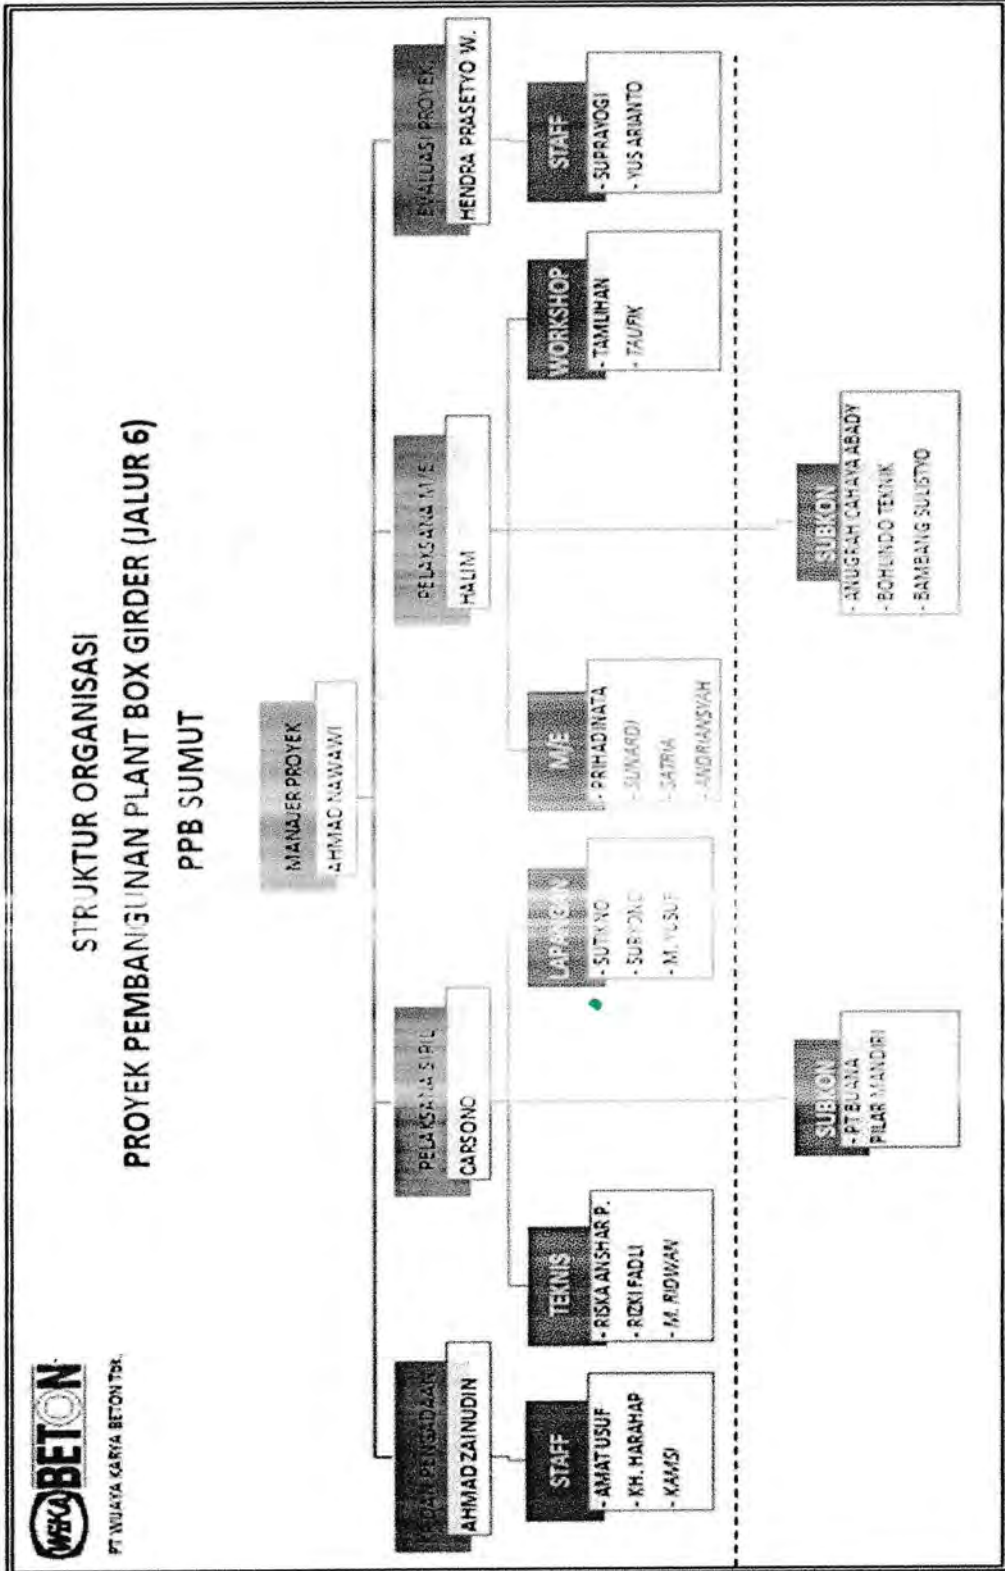 WIKA BETON
PT WIJAYA KARYA BETON Tbk.
STRUKTUR ORGANISASI
PROYEK PEMBANGUNAN PLANT BOX GIRDER (JALUR 6)
PPB SUMUT
MANAJER PROYEK
AHMAD NAWAWI
PENGADAAN
AHMAD ZAINUDIN
PELAKSANA SIPIL
CARSONO
PELAKSANA M/E
HALIM
EVALUASI PROYEK
HENDRA PRASETYO W.
STAFF
- AMAT USUF
- KH. HARAHAP
- KAMSI
TEKNIS
- RISKA ANSHAR P.
- RIZKI FADLI
- M. RIDWAN
LAPANGAN
- SUTIKNO
- SURYONO
- M. YUSUF
M/E
- PRIHADINATA
- SUNARDI
- SATRIA
- ANDRIANSYAH
WORKSHOP
- TAMLIHAN
- TAUFIK
STAFF
- SUPRAYOGI
- YUS ARIANTO
SUBKON
- PT BUANA
PILAR MANDIRI
SUBKON
- ANUGRAH CAHAYA ABADY
- BOHLINDO TEKNIK
- BAMBANG SULISTYO